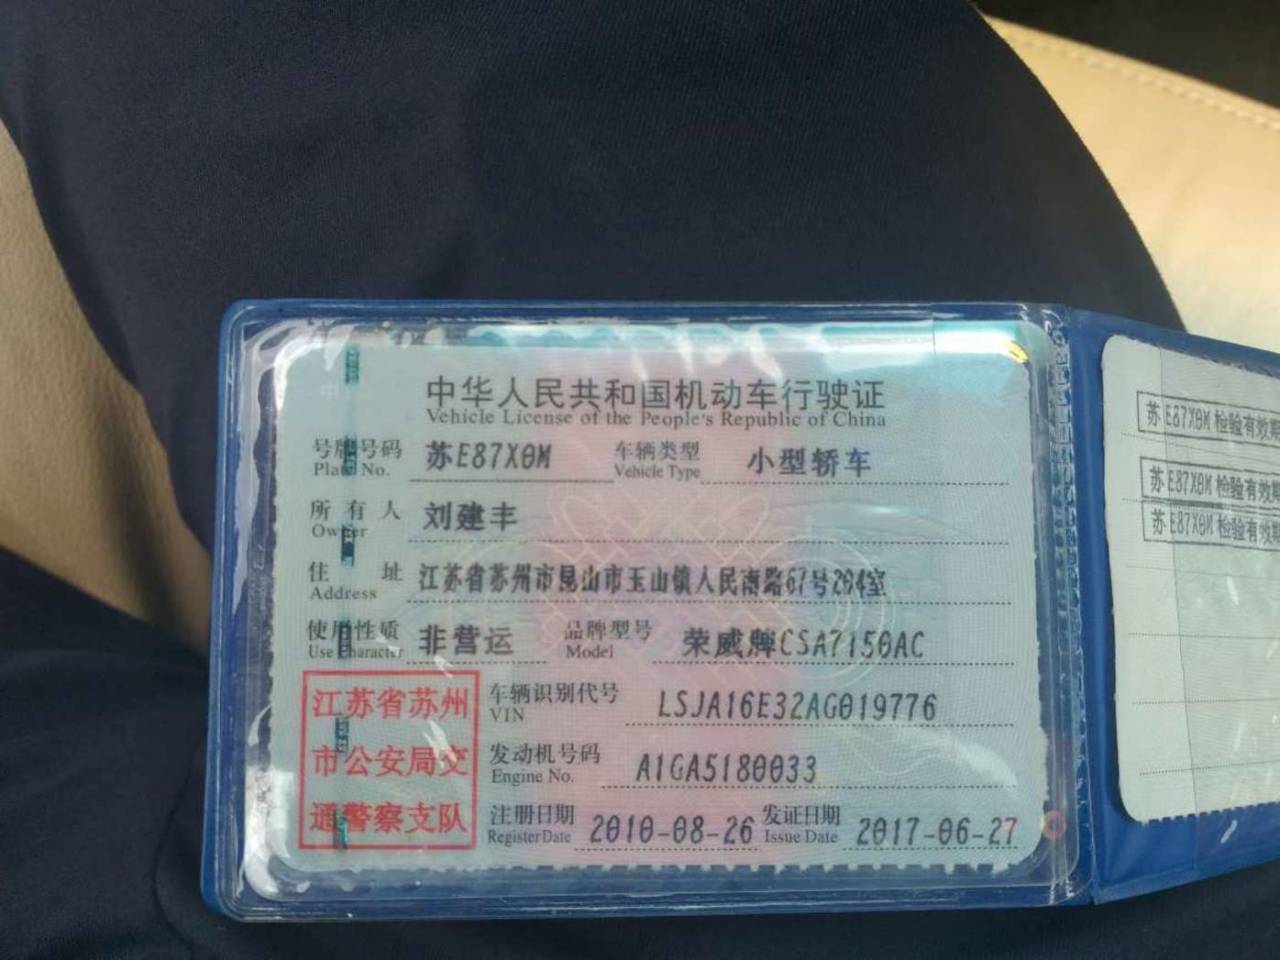 中华人民共和国机动车行驶证
Vehicle License of the People's Republic of China
号牌号码 苏E87X0M 车辆类型 小型轿车
Plate No. Vehicle Type
所有人 刘建丰
Owner
住址 江苏省苏州市昆山市玉山镇人民南路67号204室
Address
使用性质 非营运 品牌型号 荣威牌CSA7150AC
Use Character Model
江苏省苏州
市公安局交
通警察支队
车辆识别代号 LSJA16E32AG019776
VIN
发动机号码 A1GA5180033
Engine No.
注册日期 2010-08-26 发证日期 2017-06-27
Register Date Issue Date
苏E87X0M 检验有效期
苏E87X0M 检验有效期
苏E87X0M 检验有效期